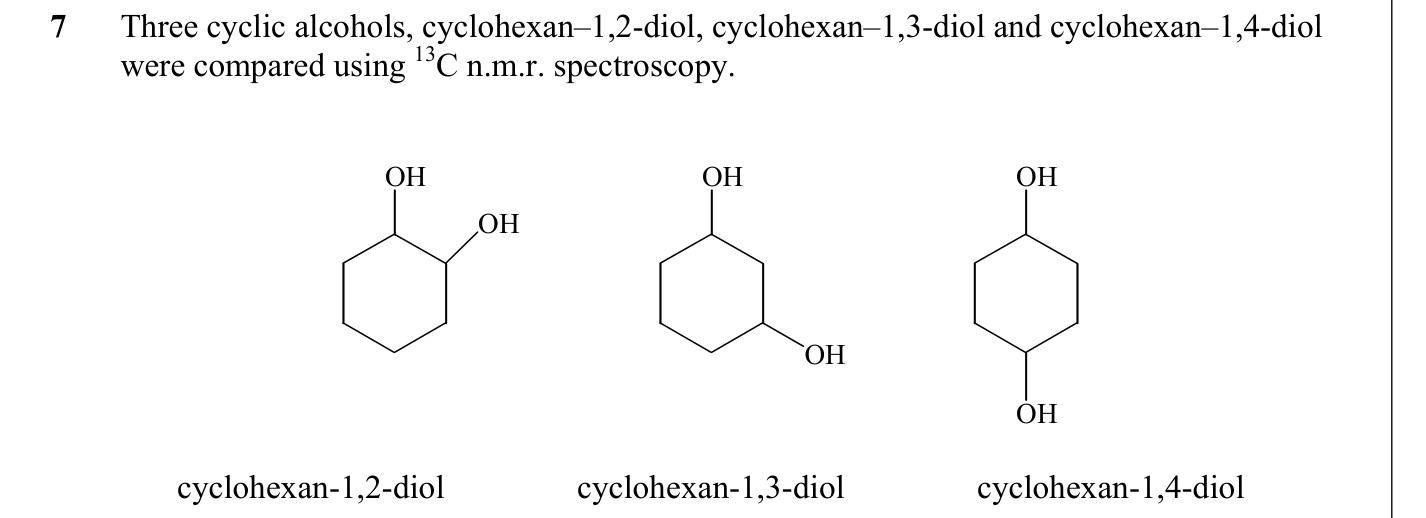 7 Three cyclic alcohols, cyclohexan–1,2-diol, cyclohexan–1,3-diol and cyclohexan–1,4-diol
were compared using ¹³C n.m.r. spectroscopy.
OH OH OH
OH
OH
OH
cyclohexan-1,2-diol cyclohexan-1,3-diol cyclohexan-1,4-diol